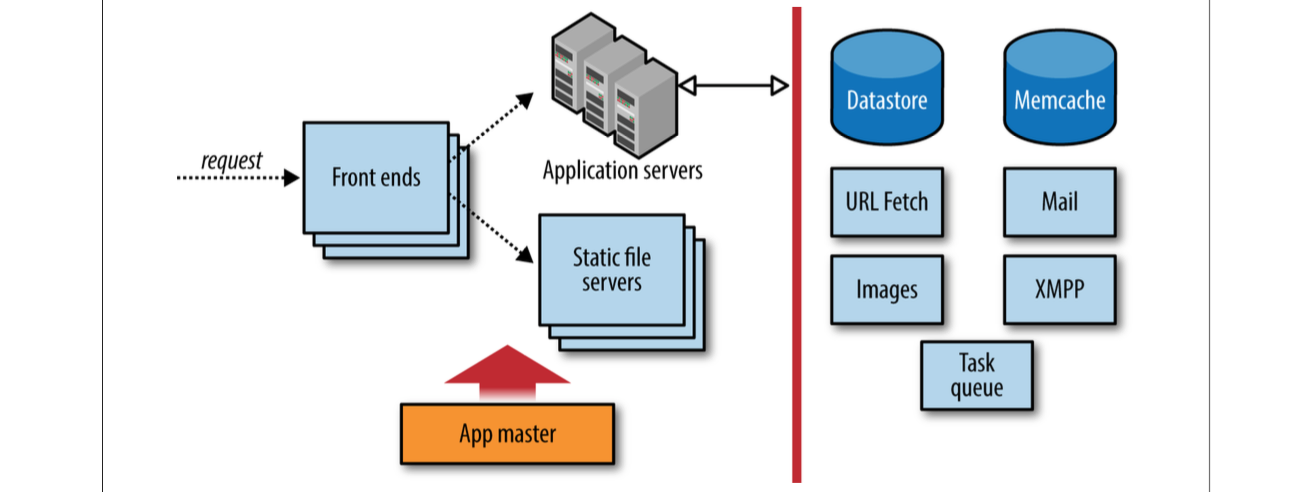 request
Front ends
Application servers
Static file
servers
App master
Datastore
Memcache
URL Fetch
Mail
Images
XMPP
Task
queue